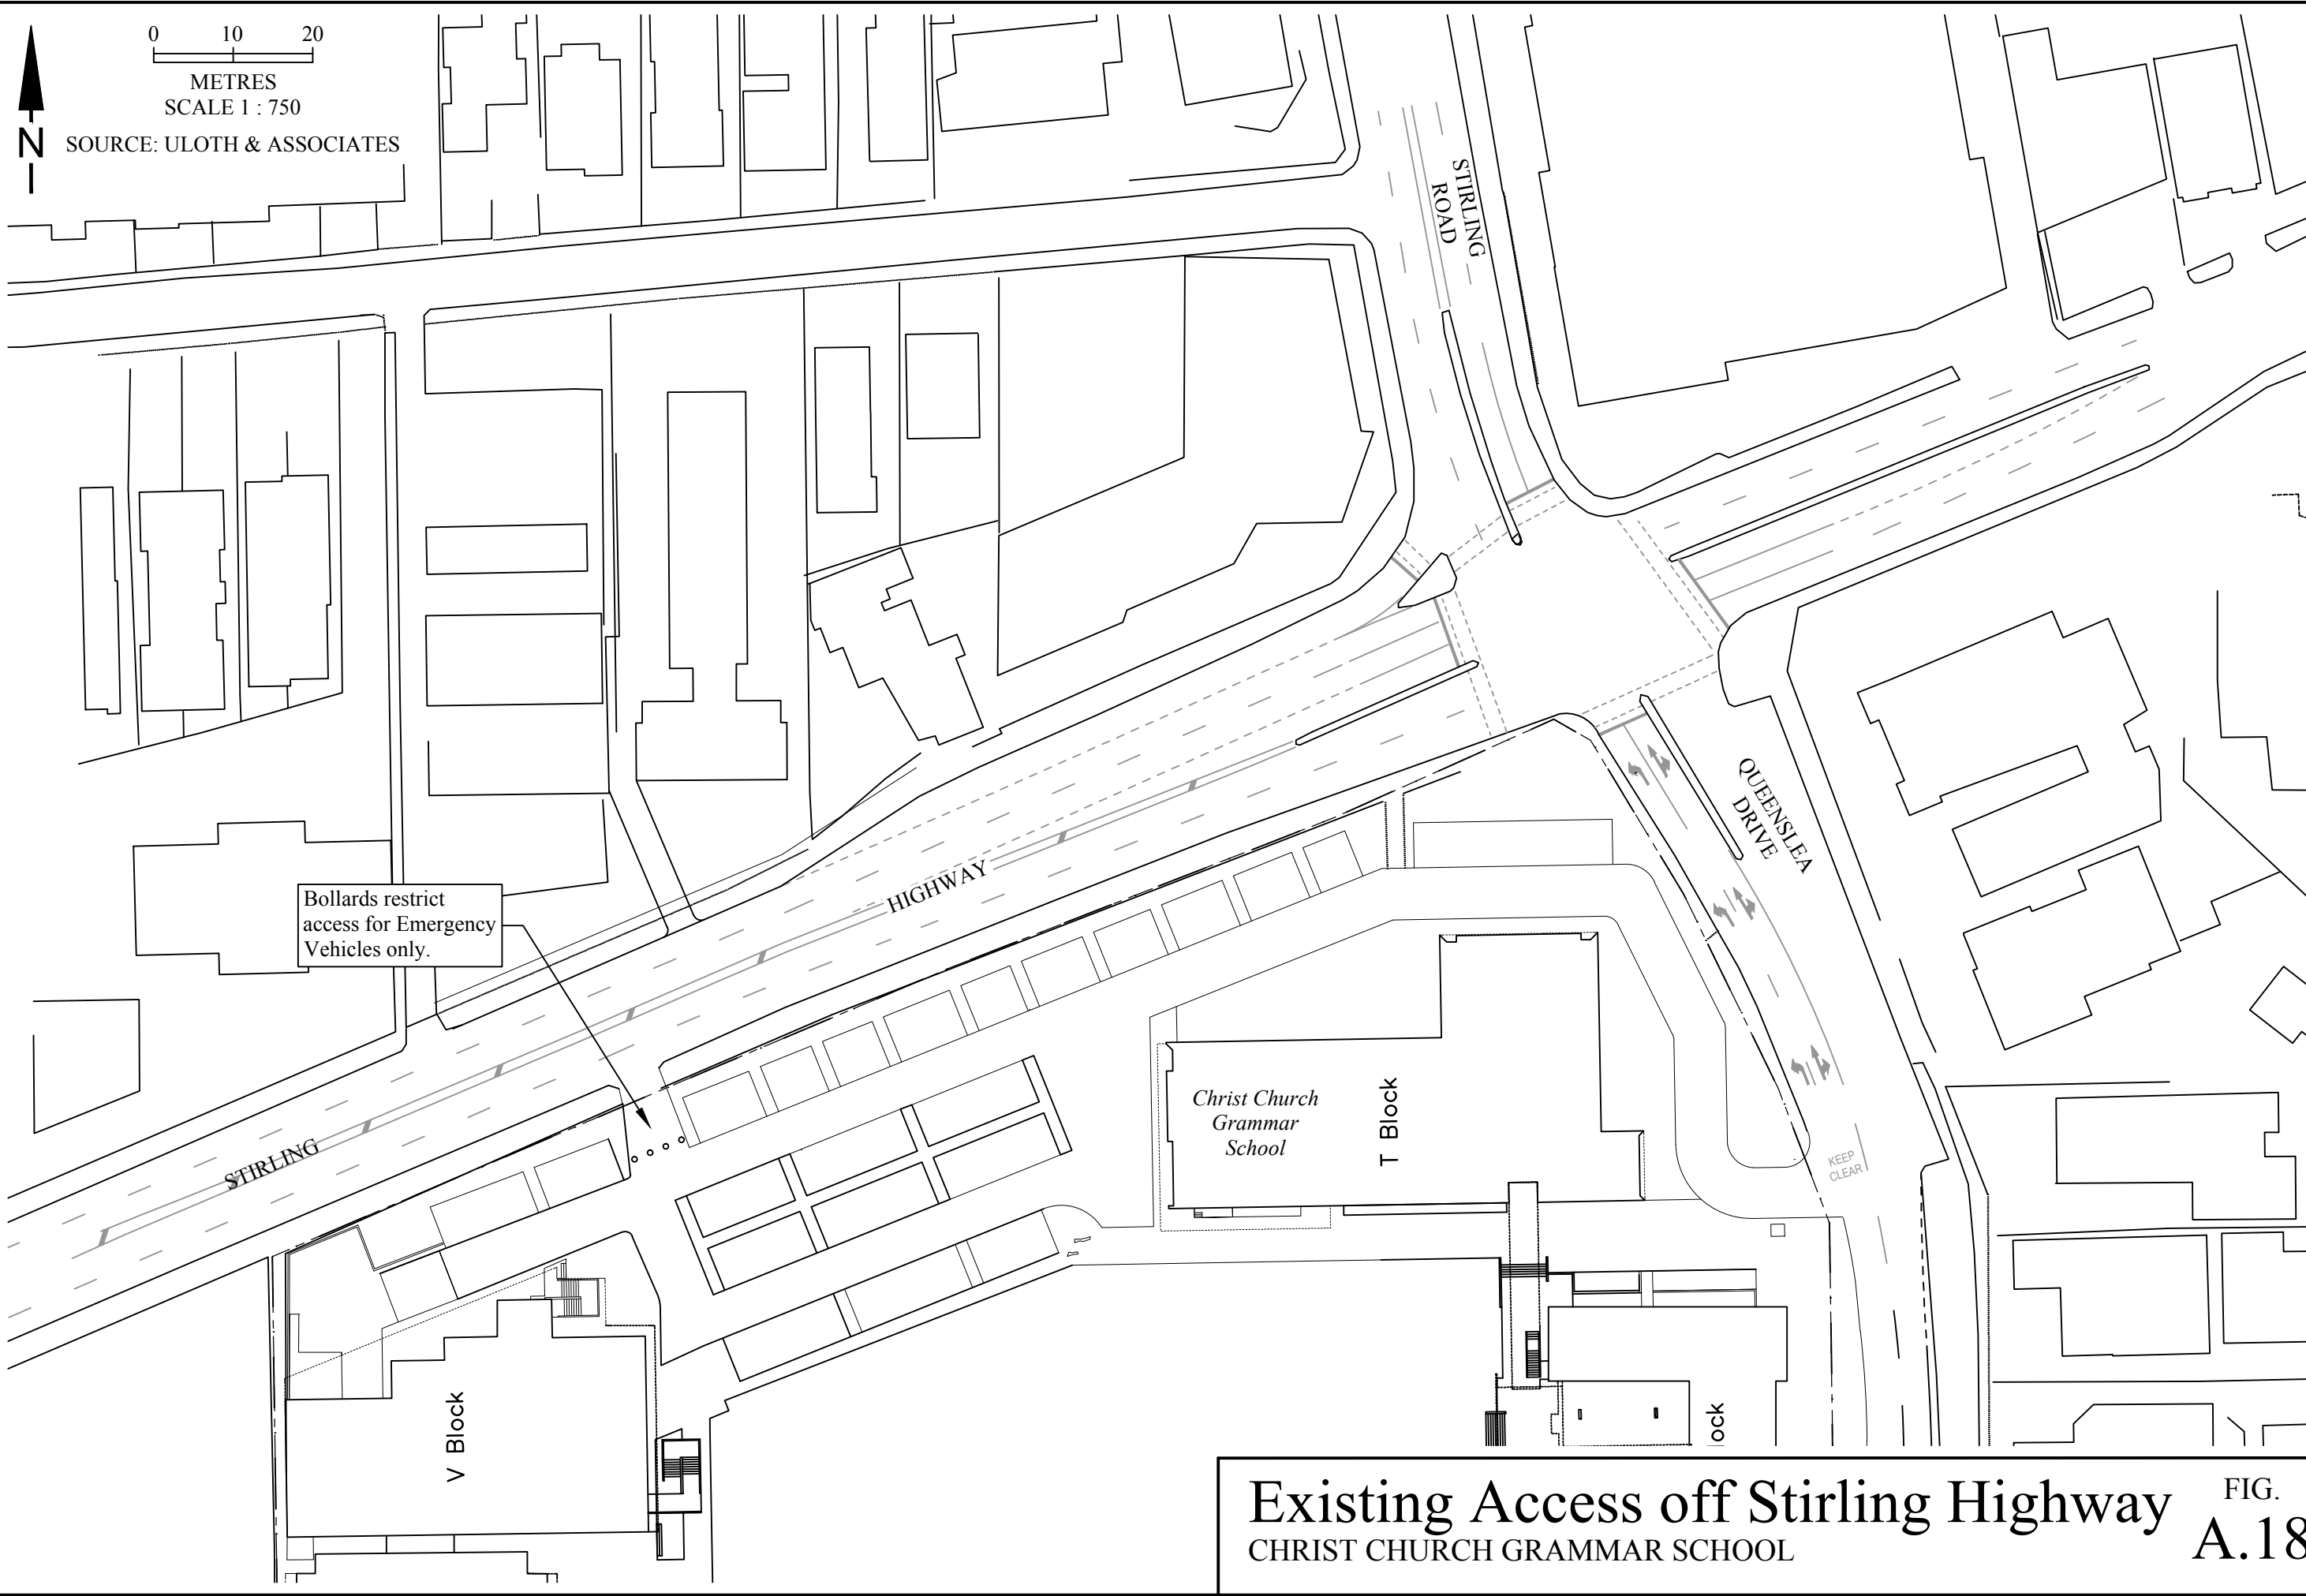 0 10 20
METRES
SCALE 1 : 750
N
SOURCE: ULOTH & ASSOCIATES
STIRLING
ROAD
QUEENSLEA
DRIVE
HIGHWAY
Bollards restrict
access for Emergency
Vehicles only.
STIRLING
Christ Church
Grammar
School
T Block
KEEP
CLEAR
V Block
ock
Existing Access off Stirling Highway
CHRIST CHURCH GRAMMAR SCHOOL
FIG.
A.18